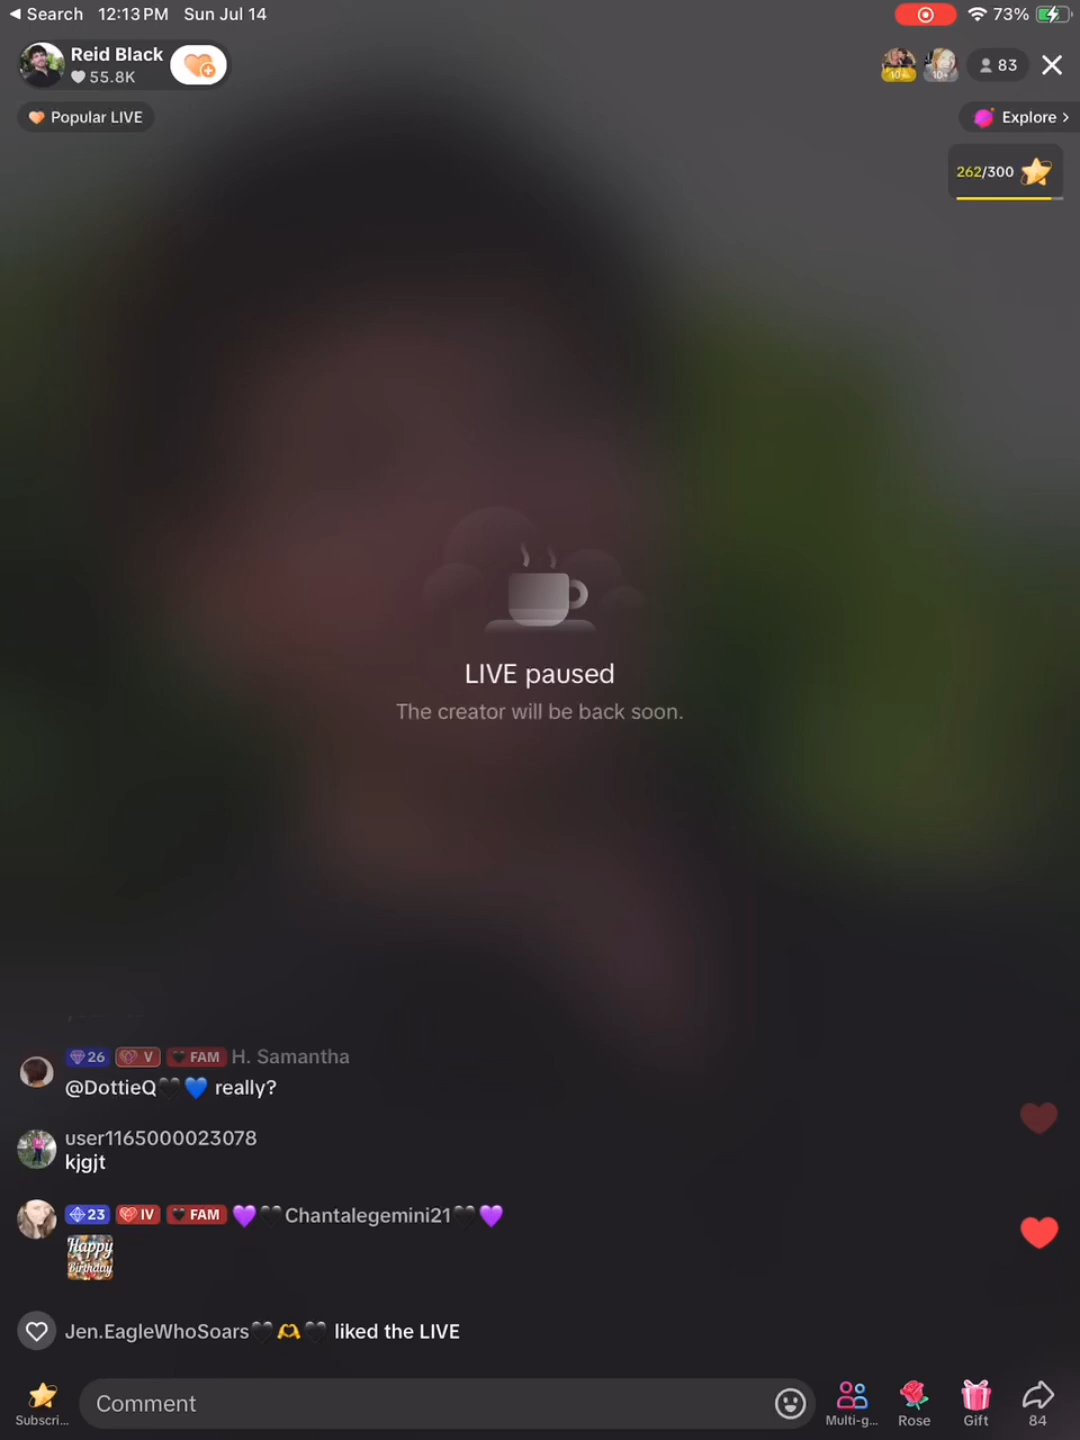 ◀ Search 12:13 PM Sun Jul 14 73%
Reid Black
55.8K
83
Popular LIVE
Explore >
262/300
LIVE paused
The creator will be back soon.
26 V FAM H. Samantha
@DottieQ🖤💙 really?
user1165000023078
kjgjt
23 IV FAM 💜🖤Chantalegemini21🖤💜
Happy
Birthday
Jen.EagleWhoSoars🖤🫶🖤 liked the LIVE
Comment
Subscri...
Multi-g...
Rose
Gift
84